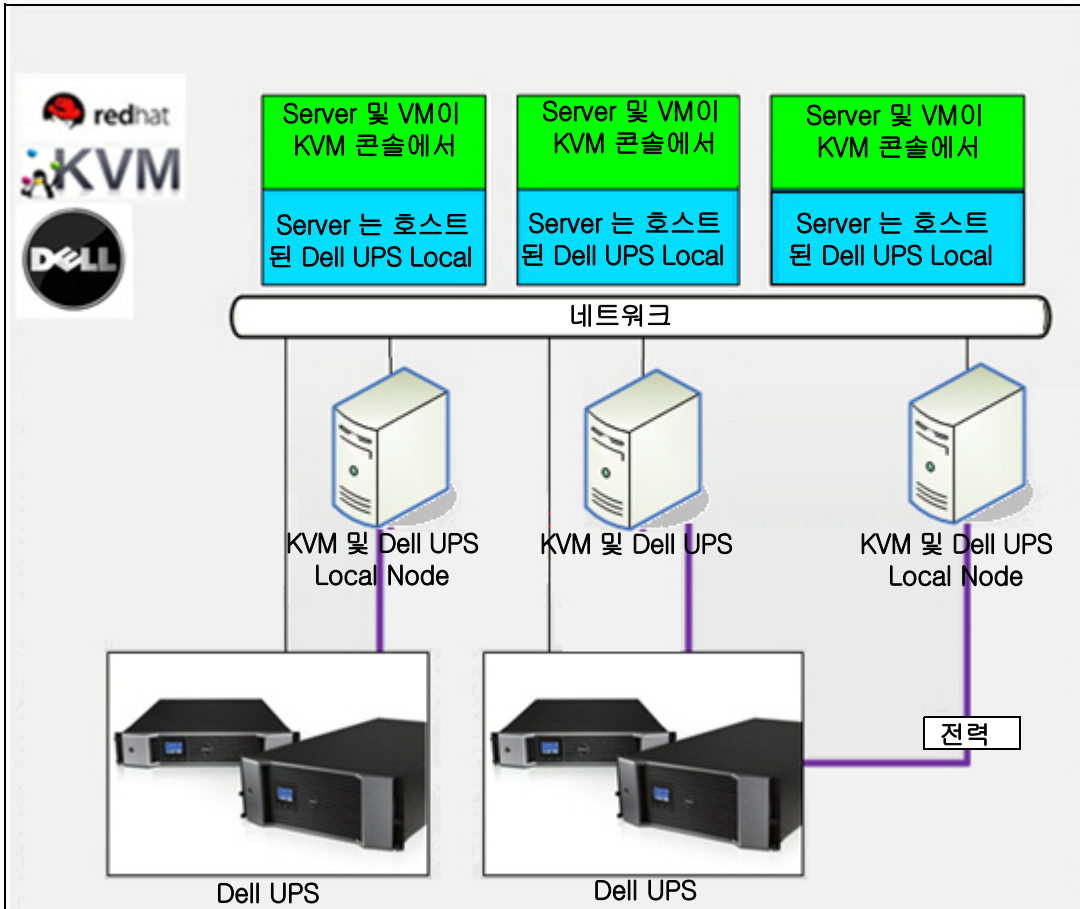 redhat
KVM
DELL
Server 및 VM이
KVM 콘솔에서
Server 는 호스트
된 Dell UPS Local
Server 및 VM이
KVM 콘솔에서
Server 는 호스트
된 Dell UPS Local
Server 및 VM이
KVM 콘솔에서
Server 는 호스트
된 Dell UPS Local
네트워크
KVM 및 Dell UPS
Local Node
KVM 및 Dell UPS
KVM 및 Dell UPS
Local Node
전력
Dell UPS
Dell UPS